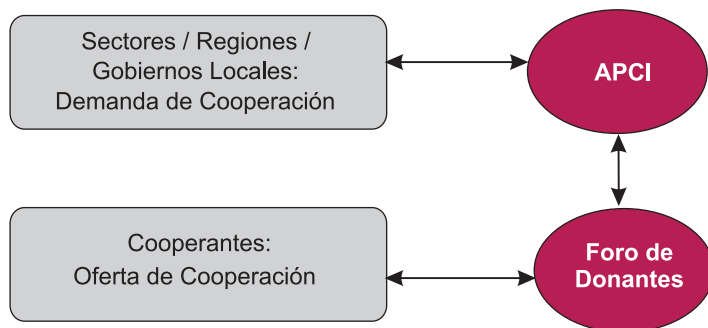 Sectores / Regiones /
Gobiernos Locales:
Demanda de Cooperación
APCI
Cooperantes:
Oferta de Cooperación
Foro de
Donantes